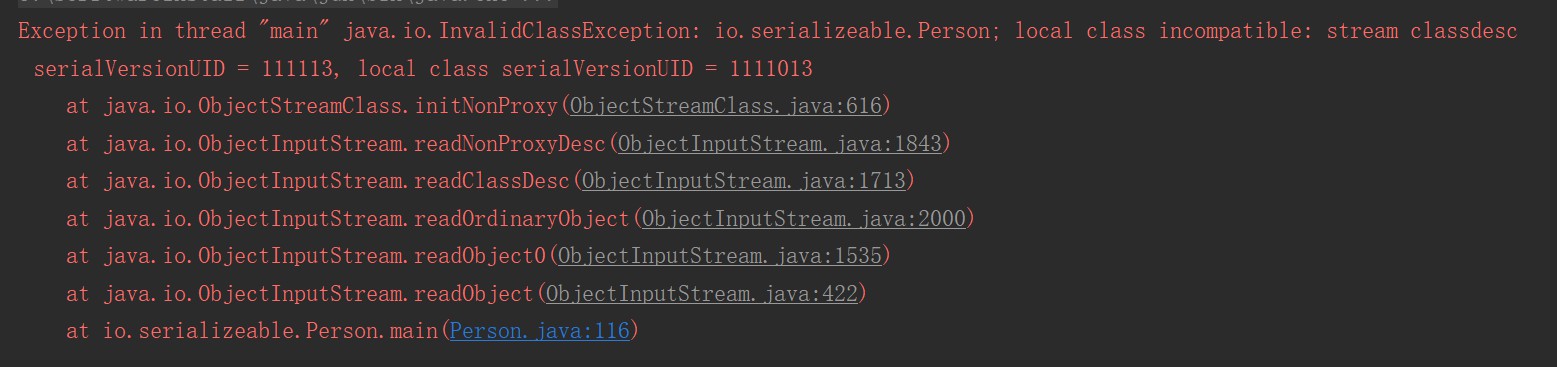 Exception in thread "main" java.io.InvalidClassException: io.serializeable.Person; local class incompatible: stream classdesc
serialVersionUID = 111113, local class serialVersionUID = 1111013
at java.io.ObjectStreamClass.initNonProxy(ObjectStreamClass.java:616)
at java.io.ObjectInputStream.readNonProxyDesc(ObjectInputStream.java:1843)
at java.io.ObjectInputStream.readClassDesc(ObjectInputStream.java:1713)
at java.io.ObjectInputStream.readOrdinaryObject(ObjectInputStream.java:2000)
at java.io.ObjectInputStream.readObject0(ObjectInputStream.java:1535)
at java.io.ObjectInputStream.readObject(ObjectInputStream.java:422)
at io.serializeable.Person.main(Person.java:116)